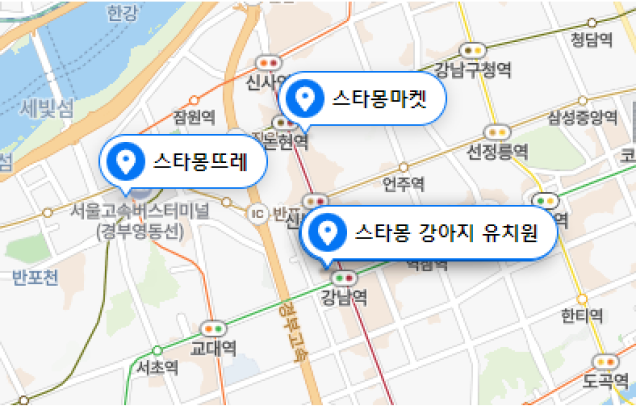 한강
청담역
신사역
강남구청역
세빛섬
스타몽마켓
잠원역
삼성중앙역
논현역
선정릉역
섬
스타몽뜨레
언주역
서울고속버스터미널
(경부영동선)
IC
반포
스타몽 강아지 유치원
역
역삼역
반포천
강남역
경부고속
한티역
교대역
서초역
도곡역